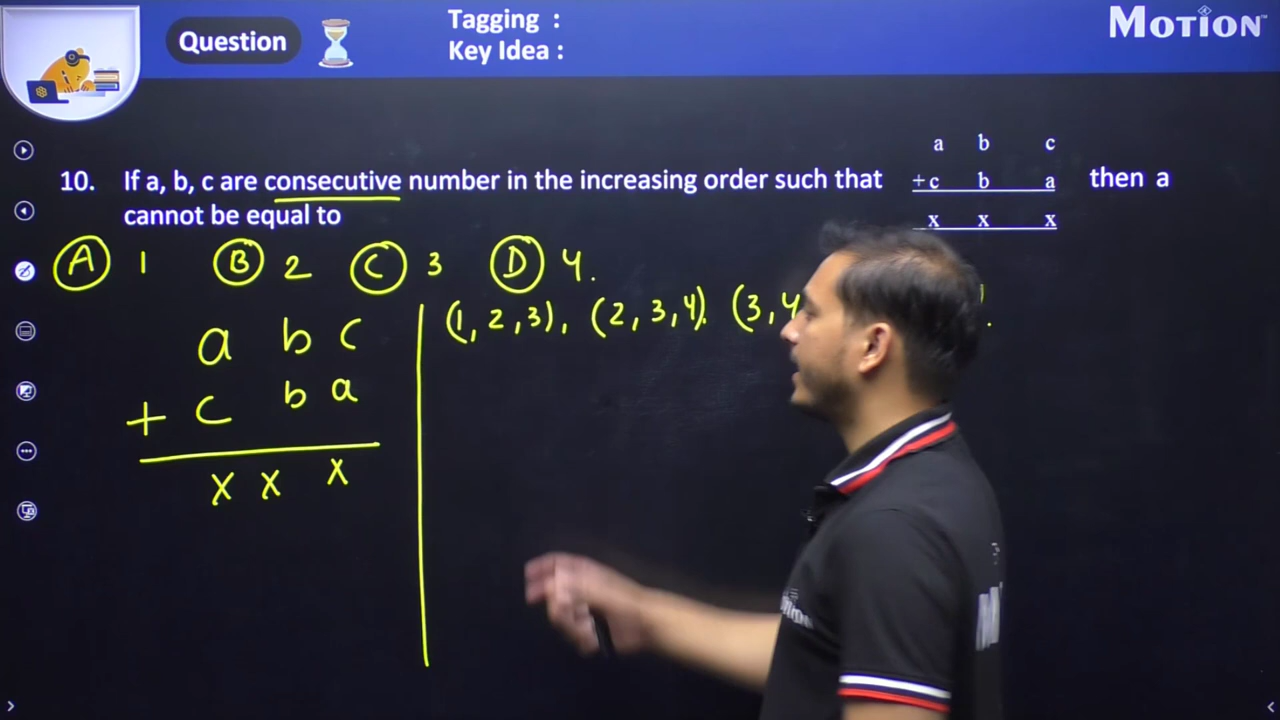 Question
Tagging :
Key Idea :
MOTION
10. If a, b, c are consecutive number in the increasing order such that
a b c
+ c b a
x x x
then a
cannot be equal to
A 1 B 2 C 3 D 4.
a b c
+ c b a
x x x
(1, 2, 3), (2, 3, 4). (3, 4